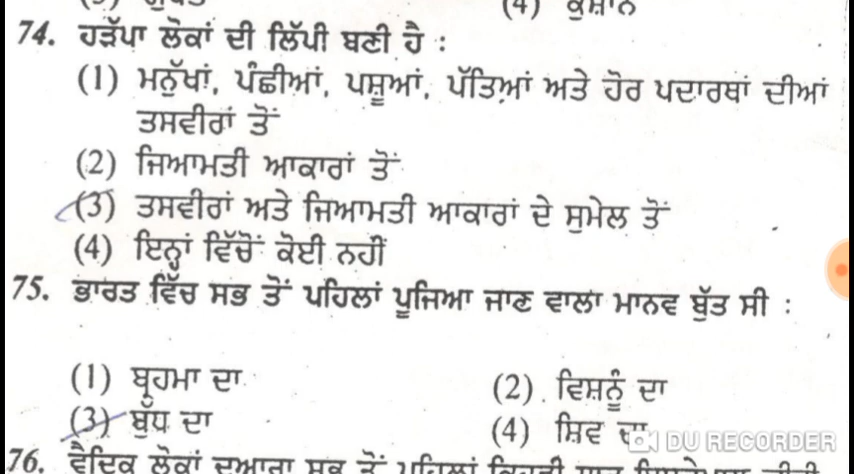 (4) ਕੁਸ਼ਾਨ
74. ਹੜੱਪਾ ਲੋਕਾਂ ਦੀ ਲਿੱਪੀ ਬਣੀ ਹੈ :
(1) ਮਨੁੱਖਾਂ, ਪੰਛੀਆਂ, ਪਸ਼ੂਆਂ, ਪੱਤਿਆਂ ਅਤੇ ਹੋਰ ਪਦਾਰਥਾਂ ਦੀਆਂ
ਤਸਵੀਰਾਂ ਤੋਂ
(2) ਜਿਆਮਤੀ ਆਕਾਰਾਂ ਤੋਂ
(3) ਤਸਵੀਰਾਂ ਅਤੇ ਜਿਆਮਤੀ ਆਕਾਰਾਂ ਦੇ ਸੁਮੇਲ ਤੋਂ
(4) ਇਨ੍ਹਾਂ ਵਿੱਚੋਂ ਕੋਈ ਨਹੀਂ
75. ਭਾਰਤ ਵਿੱਚ ਸਭ ਤੋਂ ਪਹਿਲਾਂ ਪੂਜਿਆ ਜਾਣ ਵਾਲਾ ਮਾਨਵ ਬੁੱਤ ਸੀ :
(1) ਬ੍ਰਹਮਾ ਦਾ (2) ਵਿਸ਼ਨੂੰ ਦਾ
(3) ਬੁੱਧ ਦਾ (4) ਸ਼ਿਵ ਦਾ
DU RECORDER
76. ਵੈਦਿਕ ਲੋਕਾਂ ਦੁਆਰਾ ਸਭ ਤੋਂ ਪਹਿਲਾਂ